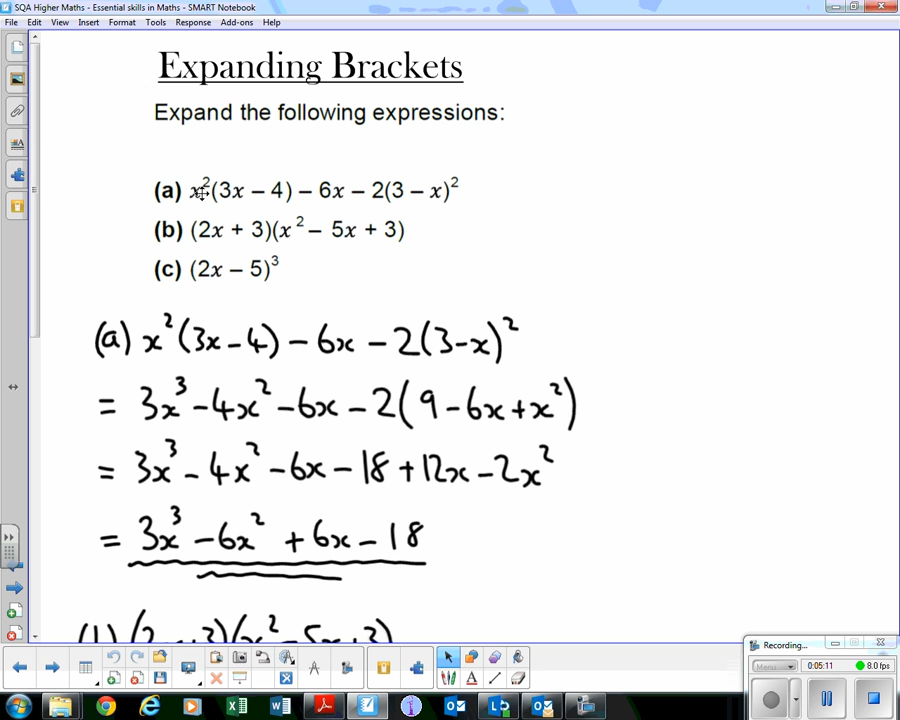 SQA Higher Maths - Essential skills in Maths - SMART Notebook
File Edit View Insert Format Tools Response Add-ons Help
Expanding Brackets
Expand the following expressions:
(a) x²(3x – 4) – 6x – 2(3 – x)²
(b) (2x + 3)(x² – 5x + 3)
(c) (2x – 5)³
(a) x²(3x-4) - 6x - 2(3-x)²
= 3x³ - 4x² - 6x - 2(9 - 6x + x²)
= 3x³ - 4x² - 6x - 18 + 12x - 2x²
= 3x³ - 6x² + 6x - 18
Recording...
Menu
0:05:11
8.0 fps